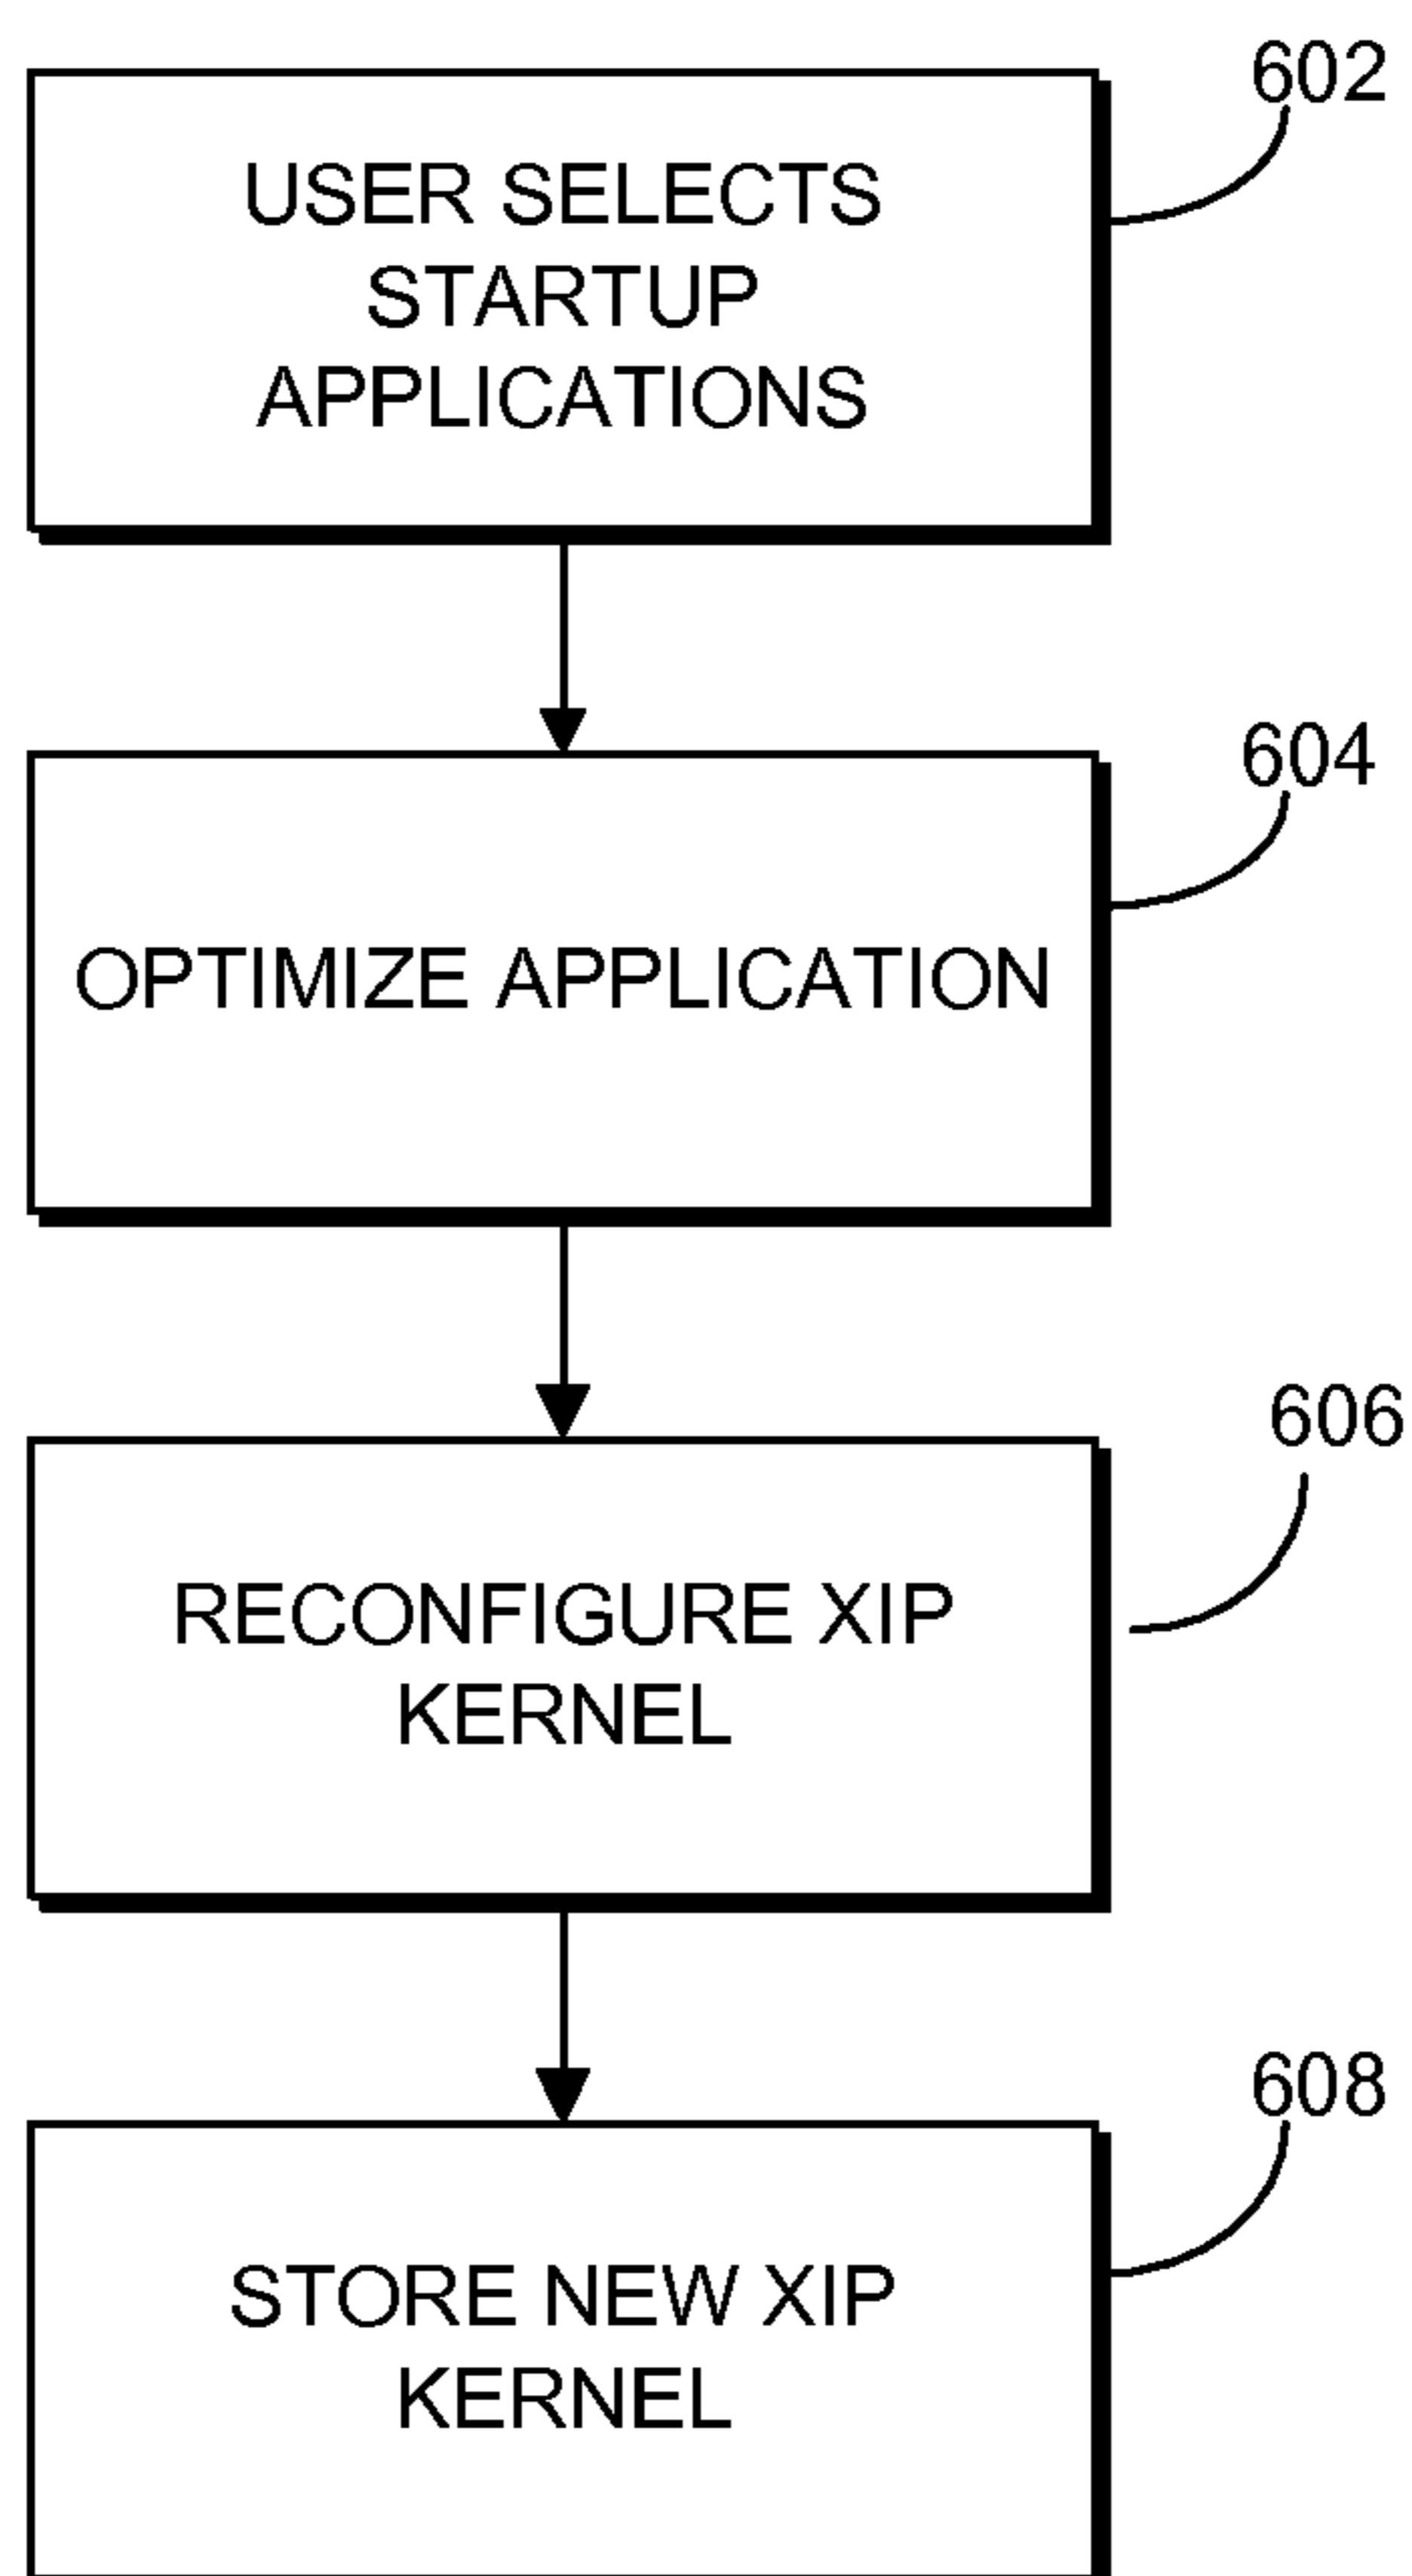 602
USER SELECTS
STARTUP
APPLICATIONS
604
OPTIMIZE APPLICATION
606
RECONFIGURE XIP
KERNEL
608
STORE NEW XIP
KERNEL